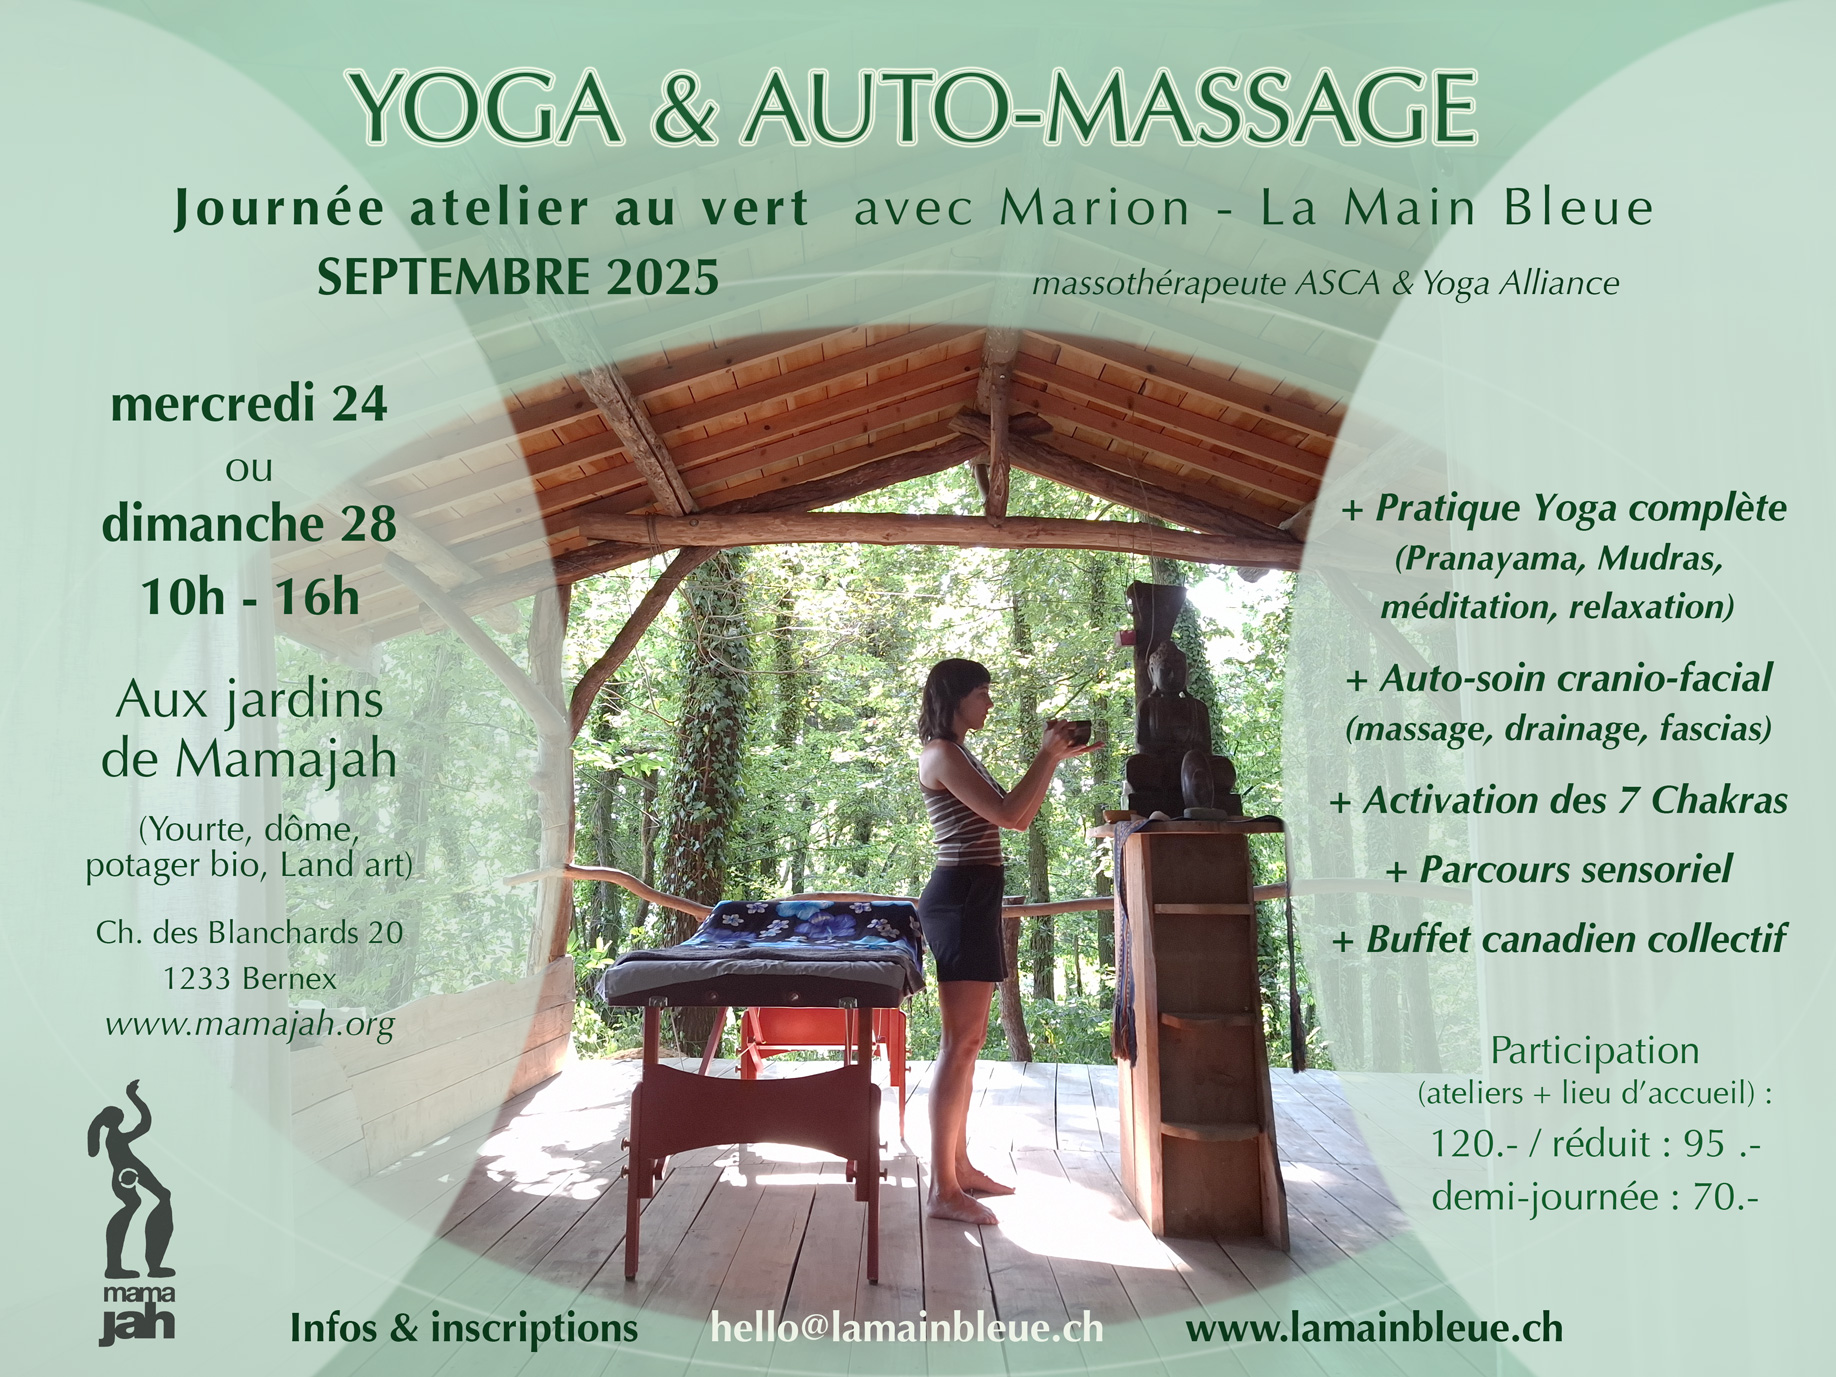 YOGA & AUTO-MASSAGE
Journée atelier au vert avec Marion - La Main Bleue
SEPTEMBRE 2025
massothérapeute ASCA & Yoga Alliance
mercredi 24
ou
dimanche 28
10h - 16h
Aux jardins
de Mamajah
(Yourte, dôme,
potager bio, Land art)
Ch. des Blanchards 20
1233 Bernex
www.mamajah.org
+ Pratique Yoga complète
(Pranayama, Mudras,
méditation, relaxation)
+ Auto-soin cranio-facial
(massage, drainage, fascias)
+ Activation des 7 Chakras
+ Parcours sensoriel
+ Buffet canadien collectif
Participation
(ateliers + lieu d'accueil) :
120.- / réduit : 95 .-
demi-journée : 70.-
mama
jah
Infos & inscriptions hello@lamainbleue.ch www.lamainbleue.ch